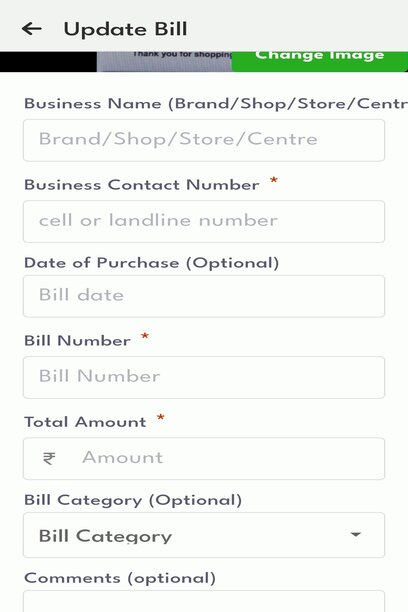 Update Bill
Thank you for shopping
Change Image
Business Name (Brand/Shop/Store/Centr
Brand/Shop/Store/Centre
Business Contact Number *
cell or landline number
Date of Purchase (Optional)
Bill date
Bill Number *
Bill Number
Total Amount *
₹ Amount
Bill Category (Optional)
Bill Category
Comments (optional)